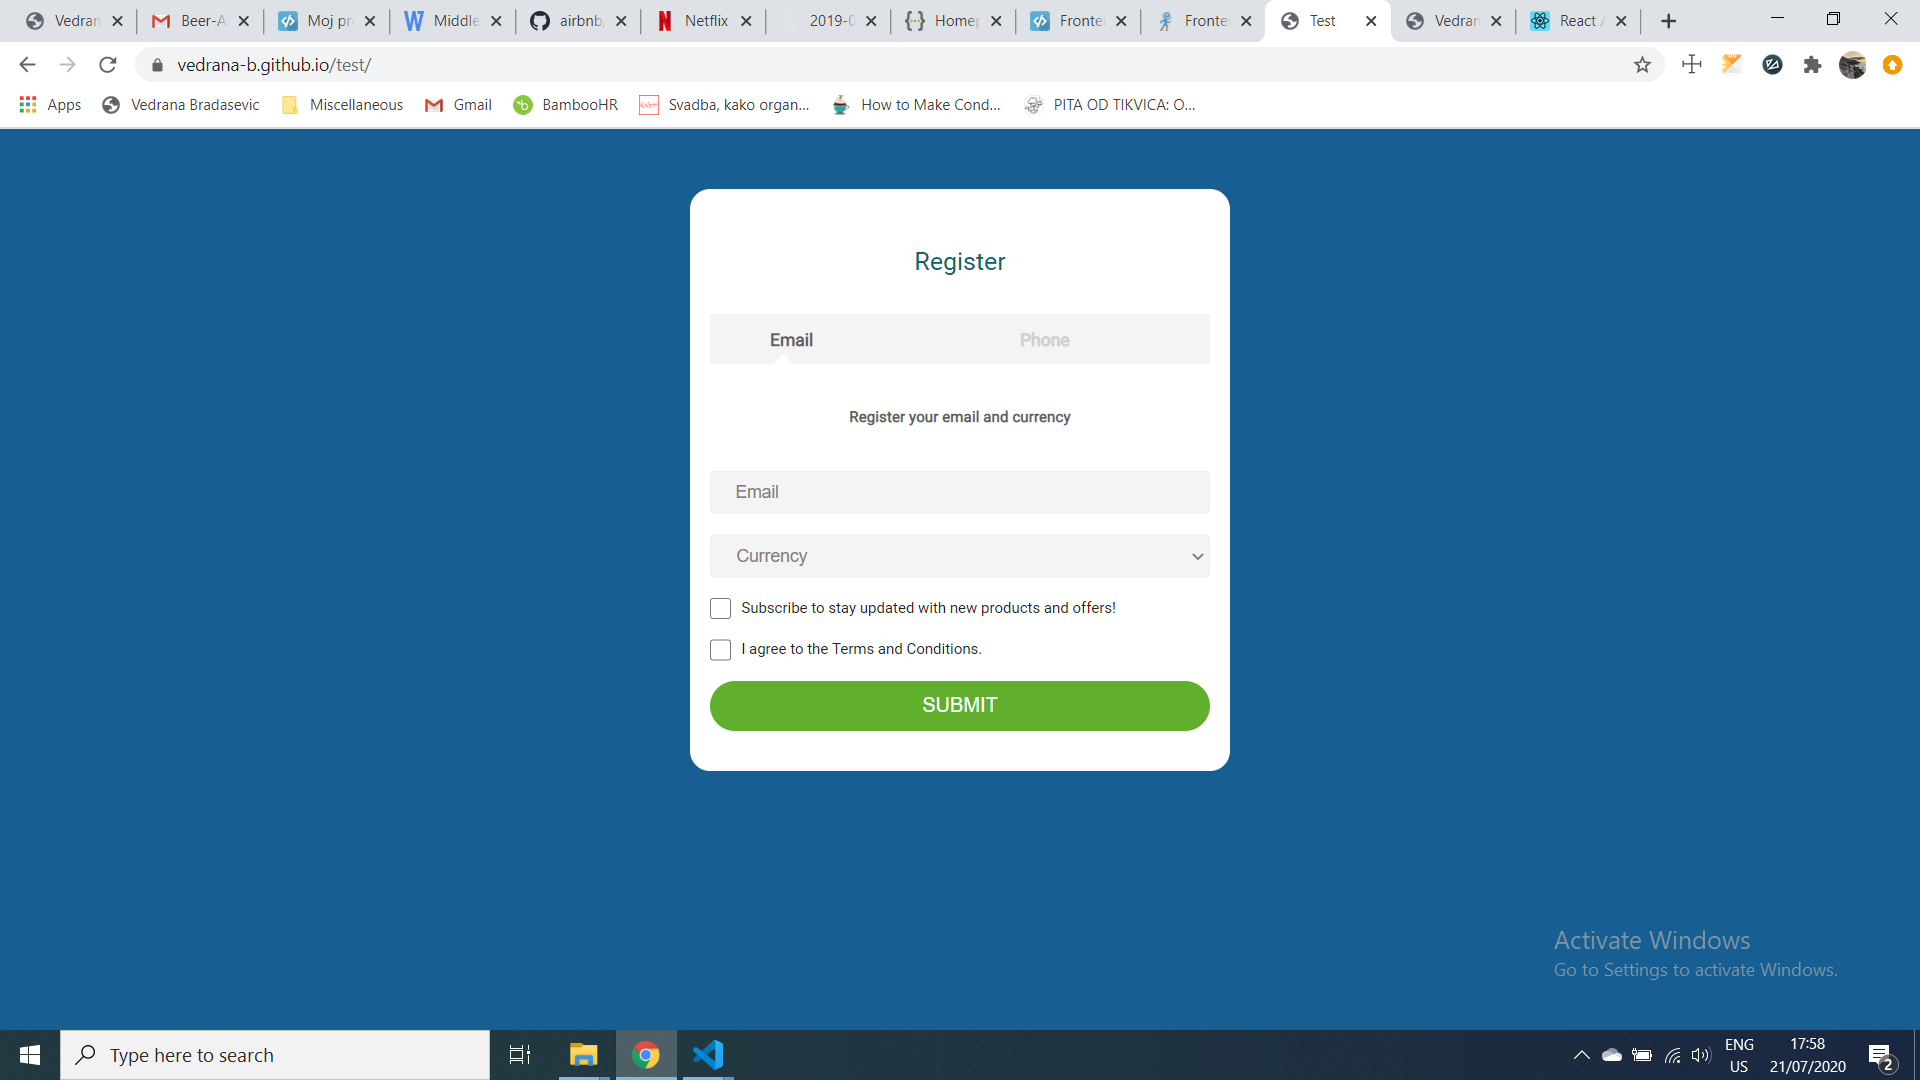 Vedran Beer-A Moj pr Middle airbnb Netflix 2019-0 Homep Fronte Fronte Test Vedran React
vedrana-b.github.io/test/
Apps Vedrana Bradasevic Miscellaneous Gmail BambooHR Svadba, kako organ... How to Make Cond... PITA OD TIKVICA: O...
Register
Email Phone
Register your email and currency
Email
Currency
Subscribe to stay updated with new products and offers!
I agree to the Terms and Conditions.
SUBMIT
Activate Windows
Go to Settings to activate Windows.
Type here to search
ENG
US
17:58
21/07/2020
2